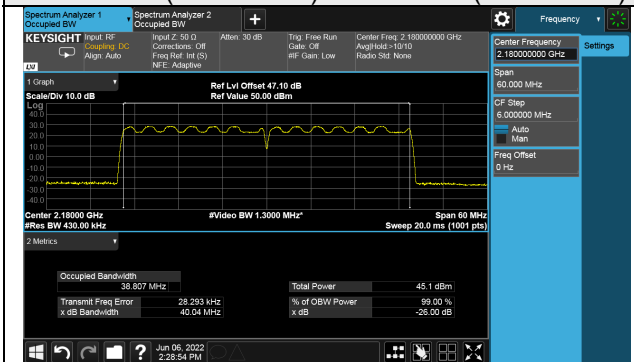 Spectrum Analyzer 1
Occupied BW
Spectrum Analyzer 2
Occupied BW
+
Frequency
KEYSIGHT
Input: RF
Coupling: DC
Align: Auto
Input Z: 50 Ω
Corrections: Off
Freq Ref: Int (S)
NFE: Adaptive
Atten: 30 dB
Trig: Free Run
Gate: Off
#IF Gain: Low
Center Freq: 2.180000000 GHz
Avg|Hold:>10/10
Radio Std: None
LXI
Center Frequency
2.180000000 GHz
Settings
Span
60.000 MHz
CF Step
6.000000 MHz
Auto
Man
Freq Offset
0 Hz
1 Graph
Scale/Div 10.0 dB
Ref Lvl Offset 47.10 dB
Ref Value 50.00 dBm
Log
40.0
30.0
20.0
10.0
0.00
-10.0
-20.0
-30.0
-40.0
Center 2.18000 GHz
#Video BW 1.3000 MHz*
Span 60 MHz
#Res BW 430.00 kHz
Sweep 20.0 ms (1001 pts)
2 Metrics
Occupied Bandwidth
38.807 MHz
Total Power
45.1 dBm
Transmit Freq Error
28.293 kHz
% of OBW Power
99.00 %
x dB Bandwidth
40.04 MHz
x dB
-26.00 dB
?
Jun 06, 2022
2:28:54 PM